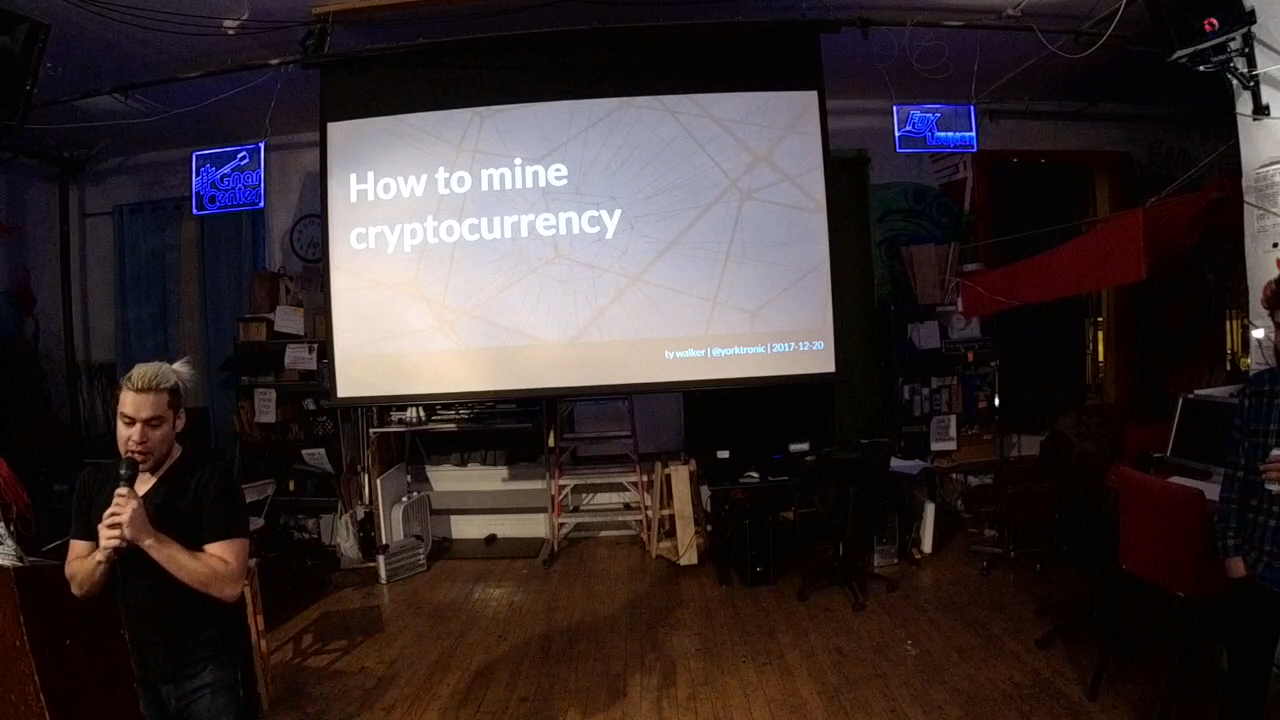 How to mine
cryptocurrency
ty walker | @yorktronic | 2017-12-20
Gnar
Center
Fox
Lounge